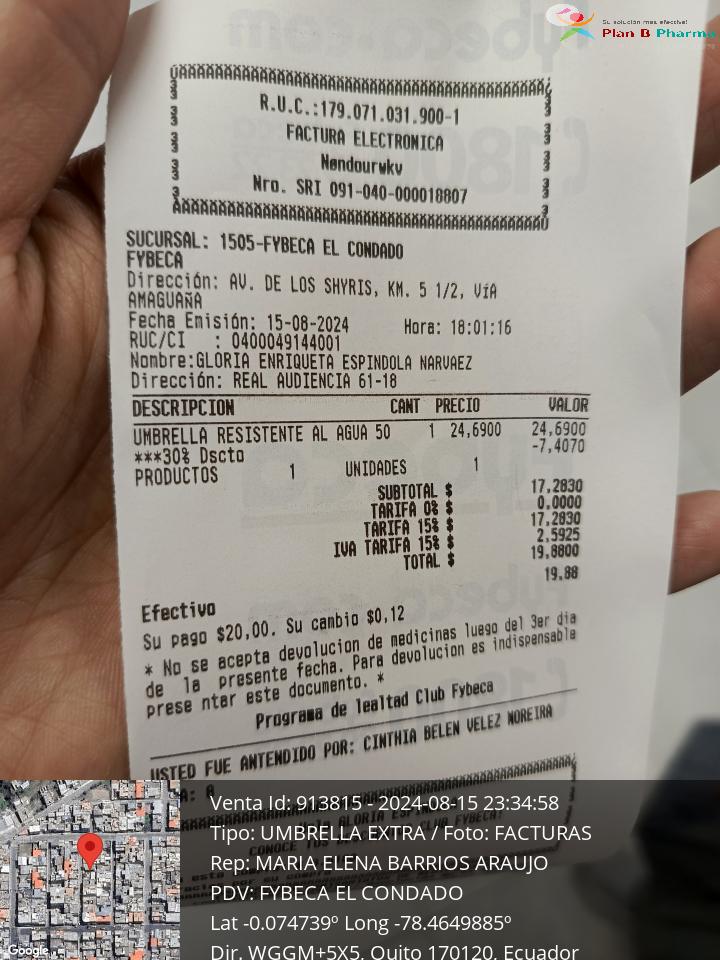 Su solución mas efectiva!
Plan B Pharma
R.U.C.:179.071.031.900-1
FACTURA ELECTRONICA
Nøndourwkv
Nro. SRI 091-040-000018807
SUCURSAL: 1505-FYBECA EL CONDADO
FYBECA
Dirección: AV. DE LOS SHYRIS, KM. 5 1/2, VíA
AMAGUAÑA
Fecha Emisión: 15-08-2024 Hora: 18:01:16
RUC/CI : 0400049144001
Nombre:GLORIA ENRIQUETA ESPINDOLA NARVAEZ
Dirección: REAL AUDIENCIA 61-18
DESCRIPCION CANT PRECIO VALOR
UMBRELLA RESISTENTE AL AGUA 50 1 24,6900 24,6900
***30% Dscto -7,4070
PRODUCTOS 1 UNIDADES 1
SUBTOTAL $ 17,2830
TARIFA 0% $ 0.0000
TARIFA 15% $ 17,2830
IVA TARIFA 15% $ 2,5925
TOTAL $ 19,8800
19.88
Efectivo
Su pago $20,00. Su cambio $0,12
* No se acepta devolucion de medicinas luego del 3er dia
de la presente fecha. Para devolucion es indispensable
prese ntar este documento. *
Programa de lealtad Club Fybeca
USTED FUE ANTENDIDO POR: CINTHIA BELEN VELEZ MOREIRA
Venta Id: 913815 - 2024-08-15 23:34:58
Tipo: UMBRELLA EXTRA / Foto: FACTURAS
Rep: MARIA ELENA BARRIOS ARAUJO
PDV: FYBECA EL CONDADO
Lat -0.074739º Long -78.4649885º
Dir. WGGM+5X5, Quito 170120, Ecuador
Google